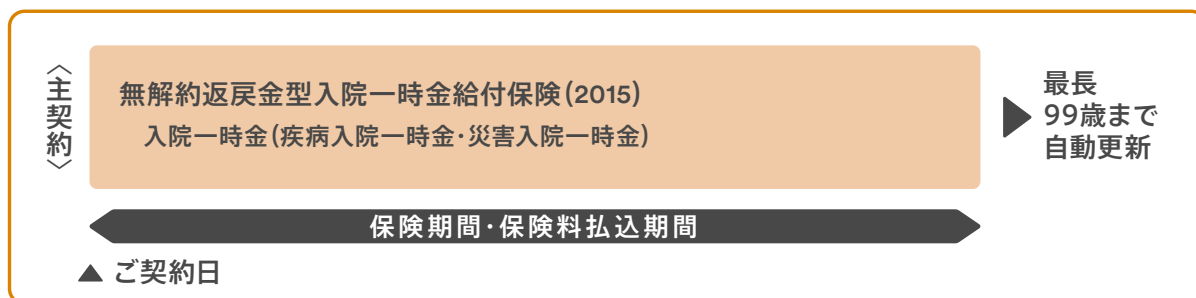 〈主契約〉
無解約返戻金型入院一時金給付保険(2015)
入院一時金(疾病入院一時金・災害入院一時金)
最長
99歳まで
自動更新
保険期間・保険料払込期間
▲ ご契約日